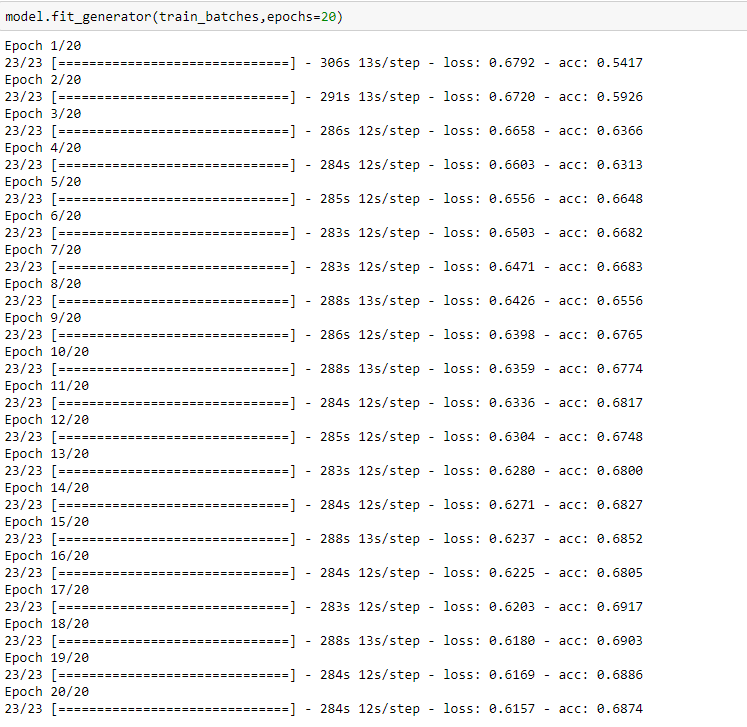 model.fit_generator(train_batches,epochs=20)
Epoch 1/20
23/23 [==============================] - 306s 13s/step - loss: 0.6792 - acc: 0.5417
Epoch 2/20
23/23 [==============================] - 291s 13s/step - loss: 0.6720 - acc: 0.5926
Epoch 3/20
23/23 [==============================] - 286s 12s/step - loss: 0.6658 - acc: 0.6366
Epoch 4/20
23/23 [==============================] - 284s 12s/step - loss: 0.6603 - acc: 0.6313
Epoch 5/20
23/23 [==============================] - 285s 12s/step - loss: 0.6556 - acc: 0.6648
Epoch 6/20
23/23 [==============================] - 283s 12s/step - loss: 0.6503 - acc: 0.6682
Epoch 7/20
23/23 [==============================] - 283s 12s/step - loss: 0.6471 - acc: 0.6683
Epoch 8/20
23/23 [==============================] - 288s 13s/step - loss: 0.6426 - acc: 0.6556
Epoch 9/20
23/23 [==============================] - 286s 12s/step - loss: 0.6398 - acc: 0.6765
Epoch 10/20
23/23 [==============================] - 288s 13s/step - loss: 0.6359 - acc: 0.6774
Epoch 11/20
23/23 [==============================] - 284s 12s/step - loss: 0.6336 - acc: 0.6817
Epoch 12/20
23/23 [==============================] - 285s 12s/step - loss: 0.6304 - acc: 0.6748
Epoch 13/20
23/23 [==============================] - 283s 12s/step - loss: 0.6280 - acc: 0.6800
Epoch 14/20
23/23 [==============================] - 284s 12s/step - loss: 0.6271 - acc: 0.6827
Epoch 15/20
23/23 [==============================] - 288s 13s/step - loss: 0.6237 - acc: 0.6852
Epoch 16/20
23/23 [==============================] - 284s 12s/step - loss: 0.6225 - acc: 0.6805
Epoch 17/20
23/23 [==============================] - 283s 12s/step - loss: 0.6203 - acc: 0.6917
Epoch 18/20
23/23 [==============================] - 288s 13s/step - loss: 0.6180 - acc: 0.6903
Epoch 19/20
23/23 [==============================] - 284s 12s/step - loss: 0.6169 - acc: 0.6886
Epoch 20/20
23/23 [==============================] - 284s 12s/step - loss: 0.6157 - acc: 0.6874